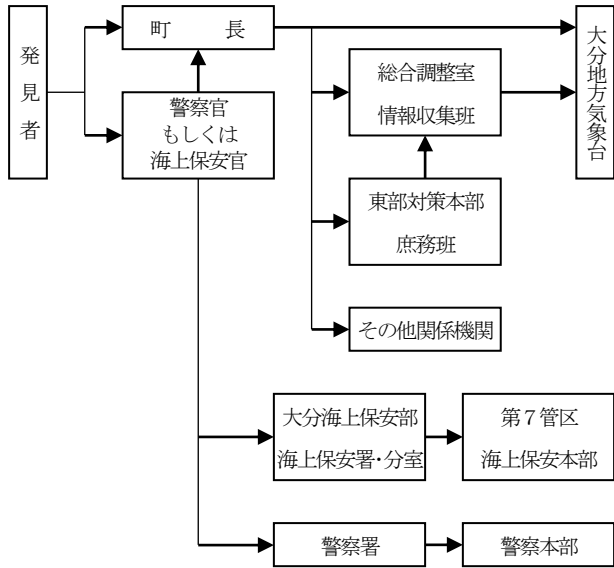 発見者
町　　長
警察官
もしくは
海上保安官
総合調整室
情報収集班
大分地方気象台
東部対策本部
庶務班
その他関係機関
大分海上保安部
海上保安署・分室
第７管区
海上保安本部
警察署
警察本部